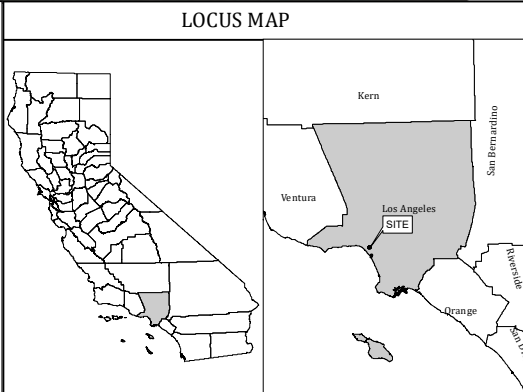 LOCUS MAP
Kern
San Bernardino
Ventura
Los Angeles
SITE
Riverside
Orange